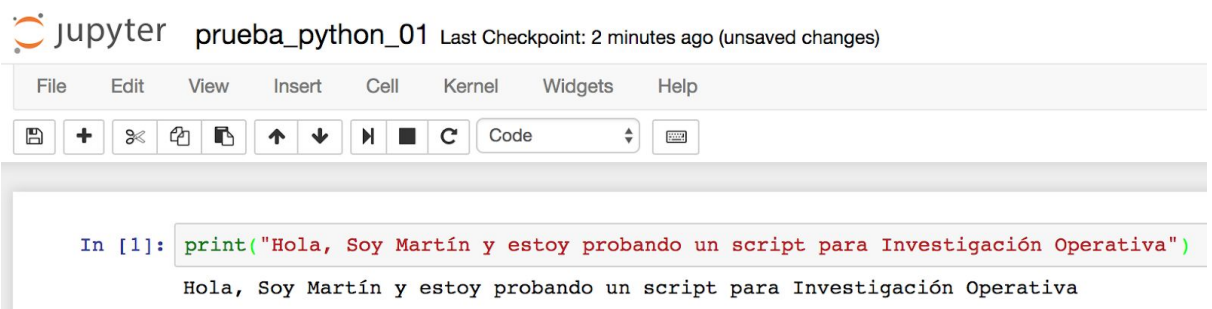 jupyter prueba_python_01 Last Checkpoint: 2 minutes ago (unsaved changes)
File Edit View Insert Cell Kernel Widgets Help
Code
In [1]: print("Hola, Soy Martín y estoy probando un script para Investigación Operativa")
Hola, Soy Martín y estoy probando un script para Investigación Operativa